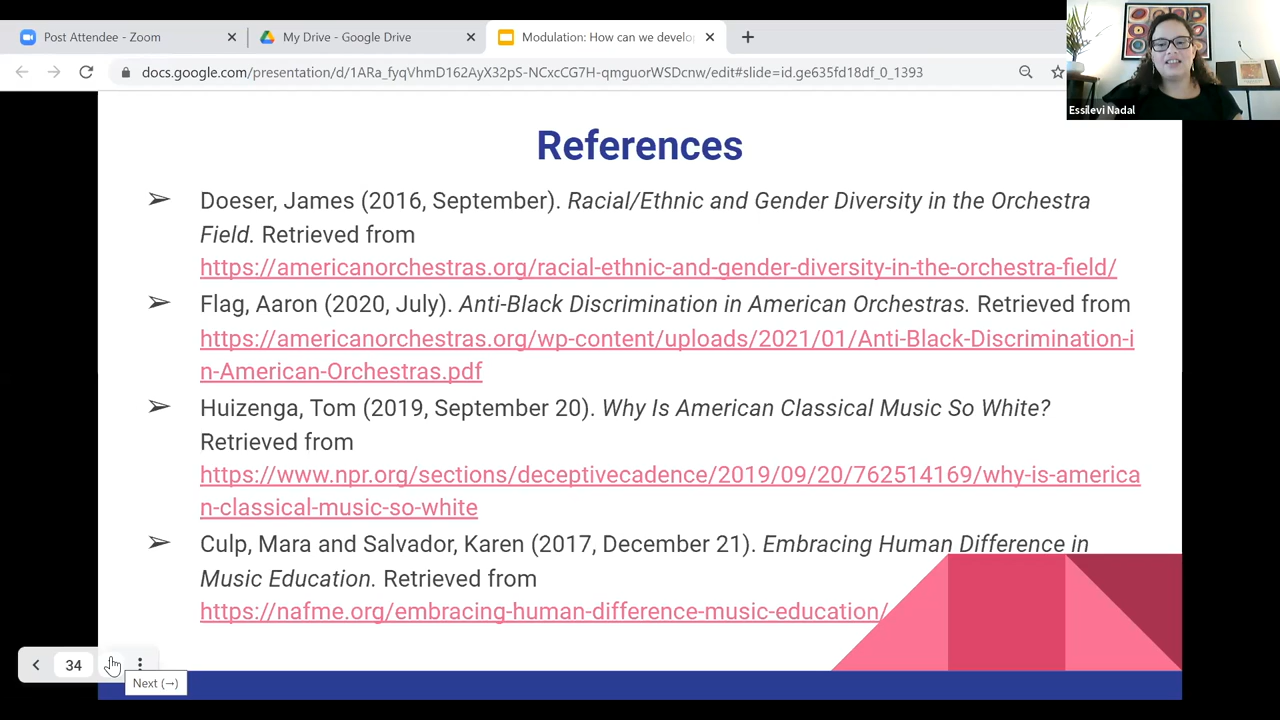 Post Attendee - Zoom
My Drive - Google Drive
Modulation: How can we develo
docs.google.com/presentation/d/1ARa_fyqVhmD162AyX32pS-NCxcCG7H-qmguorWSDcnw/edit#slide=id.ge635fd18df_0_1393
Essilevi Nadal
References
➢ Doeser, James (2016, September). Racial/Ethnic and Gender Diversity in the Orchestra
Field. Retrieved from
https://americanorchestras.org/racial-ethnic-and-gender-diversity-in-the-orchestra-field/
➢ Flag, Aaron (2020, July). Anti-Black Discrimination in American Orchestras. Retrieved from
https://americanorchestras.org/wp-content/uploads/2021/01/Anti-Black-Discrimination-i
n-American-Orchestras.pdf
➢ Huizenga, Tom (2019, September 20). Why Is American Classical Music So White?
Retrieved from
https://www.npr.org/sections/deceptivecadence/2019/09/20/762514169/why-is-america
n-classical-music-so-white
➢ Culp, Mara and Salvador, Karen (2017, December 21). Embracing Human Difference in
Music Education. Retrieved from
https://nafme.org/embracing-human-difference-music-education/
34
Next (→)